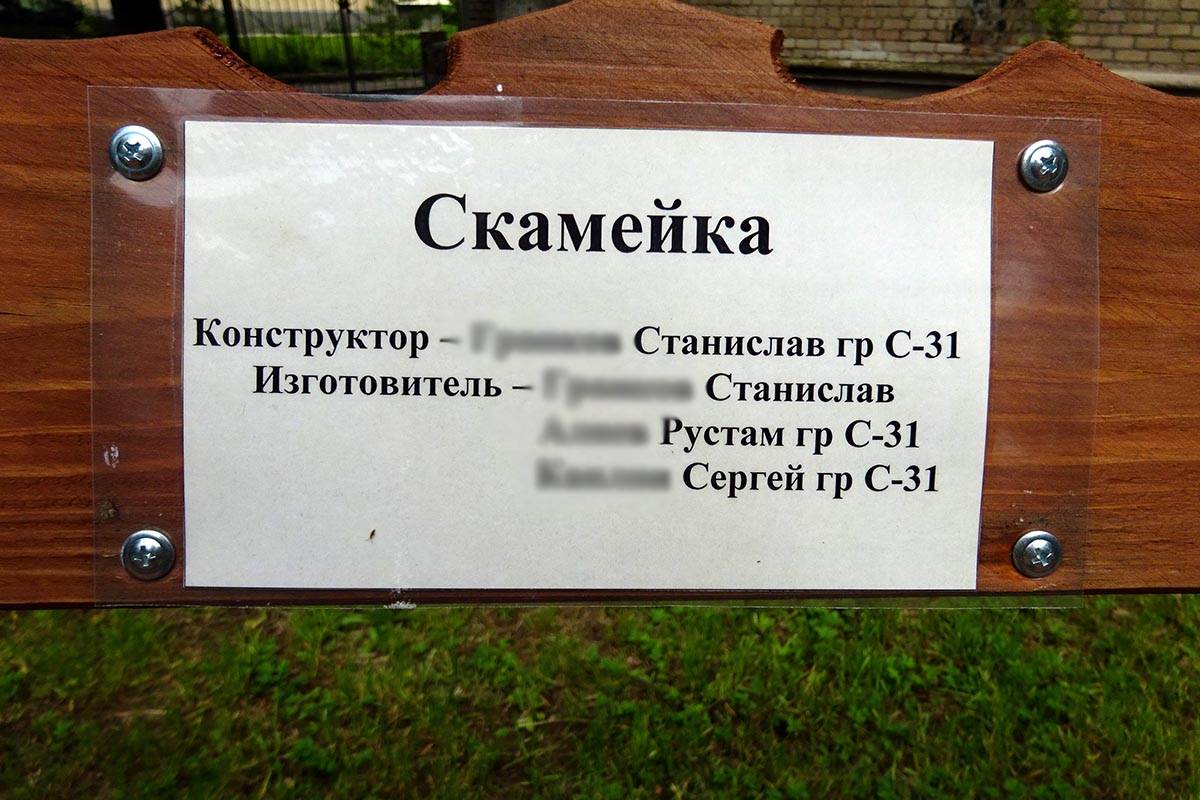 Скамейка
Конструктор – Станислав гр С-31
Изготовитель – Станислав
Рустам гр С-31
Сергей гр С-31